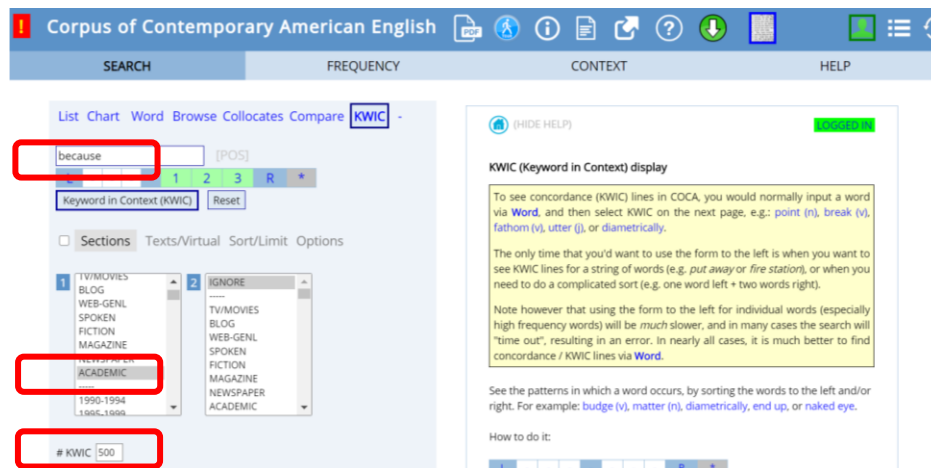 ! Corpus of Contemporary American English PDF
SEARCH FREQUENCY CONTEXT HELP
List Chart Word Browse Collocates Compare KWIC -
because [POS]
L 1 2 3 R *
Keyword in Context (KWIC) Reset
Sections Texts/Virtual Sort/Limit Options
1
TV/MOVIES
BLOG
WEB-GENL
SPOKEN
FICTION
MAGAZINE
NEWSPAPER
ACADEMIC
-----
1990-1994
1995-1999
2
IGNORE
-----
TV/MOVIES
BLOG
WEB-GENL
SPOKEN
FICTION
MAGAZINE
NEWSPAPER
ACADEMIC
# KWIC 500
(HIDE HELP) LOGGED IN
KWIC (Keyword in Context) display
To see concordance (KWIC) lines in COCA, you would normally input a word
via Word, and then select KWIC on the next page, e.g.: point (n), break (v),
fathom (v), utter (j), or diametrically.
The only time that you'd want to use the form to the left is when you want to
see KWIC lines for a string of words (e.g. put away or fire station), or when you
need to do a complicated sort (e.g. one word left + two words right).
Note however that using the form to the left for individual words (especially
high frequency words) will be much slower, and in many cases the search will
"time out", resulting in an error. In nearly all cases, it is much better to find
concordance / KWIC lines via Word.
See the patterns in which a word occurs, by sorting the words to the left and/or
right. For example: budge (v), matter (n), diametrically, end up, or naked eye.
How to do it:
L R *